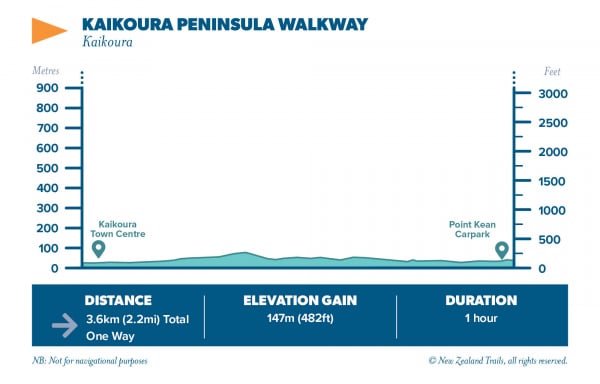 KAIKOURA PENINSULA WALKWAY
Kaikoura
Metres
Feet
900
800
700
600
500
400
300
200
100
0
3000
2500
2000
1500
1000
500
0
Kaikoura
Town Centre
Point Kean
Carpark
DISTANCE
3.6km (2.2mi) Total
One Way
ELEVATION GAIN
147m (482ft)
DURATION
1 hour
NB: Not for navigational purposes
© New Zealand Trails, all rights reserved.